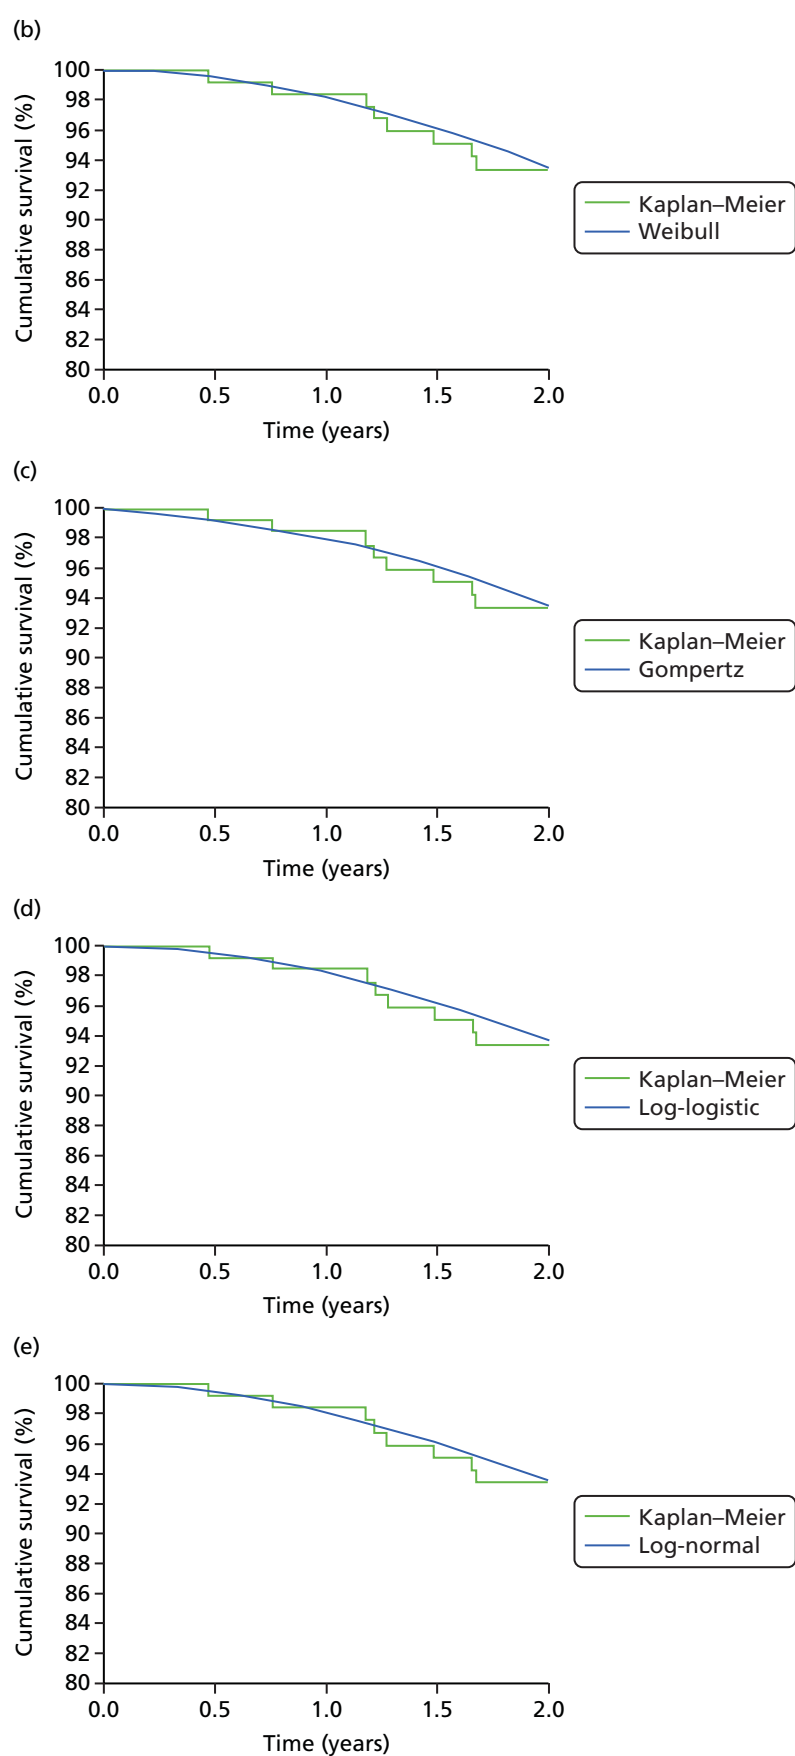 (b)
Cumulative survival (%)
100
98
96
94
92
90
88
86
84
82
80
0.0 0.5 1.0 1.5 2.0
Time (years)
Kaplan–Meier
Weibull
(c)
Cumulative survival (%)
100
98
96
94
92
90
88
86
84
82
80
0.0 0.5 1.0 1.5 2.0
Time (years)
Kaplan–Meier
Gompertz
(d)
Cumulative survival (%)
100
98
96
94
92
90
88
86
84
82
80
0.0 0.5 1.0 1.5 2.0
Time (years)
Kaplan–Meier
Log-logistic
(e)
Cumulative survival (%)
100
98
96
94
92
90
88
86
84
82
80
0.0 0.5 1.0 1.5 2.0
Time (years)
Kaplan–Meier
Log-normal